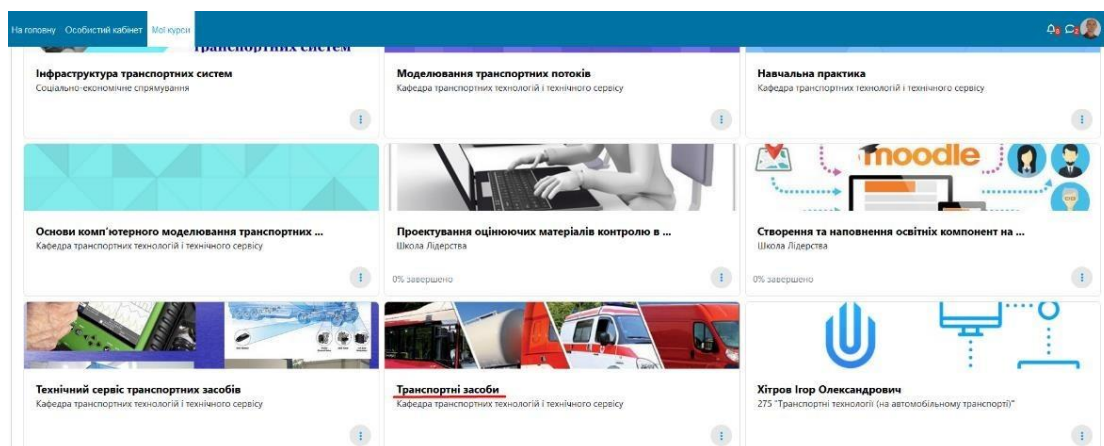 На головну Особистий кабінет Мої курси
транспортних систем
Інфраструктура транспортних систем
Соціально-економічне спрямування
Моделювання транспортних потоків
Кафедра транспортних технологій і технічного сервісу
Навчальна практика
Кафедра транспортних технологій і технічного сервісу
moodle
Основи комп'ютерного моделювання транспортних ...
Кафедра транспортних технологій і технічного сервісу
Проектування оцінюючих матеріалів контролю в ...
Школа Лідерства
0% завершено
Створення та наповнення освітніх компонент на ...
Школа Лідерства
0% завершено
Технічний сервіс транспортних засобів
Кафедра транспортних технологій і технічного сервісу
Транспортні засоби
Кафедра транспортних технологій і технічного сервісу
Хітров Ігор Олександрович
275 "Транспортні технології (на автомобільному транспорті)"